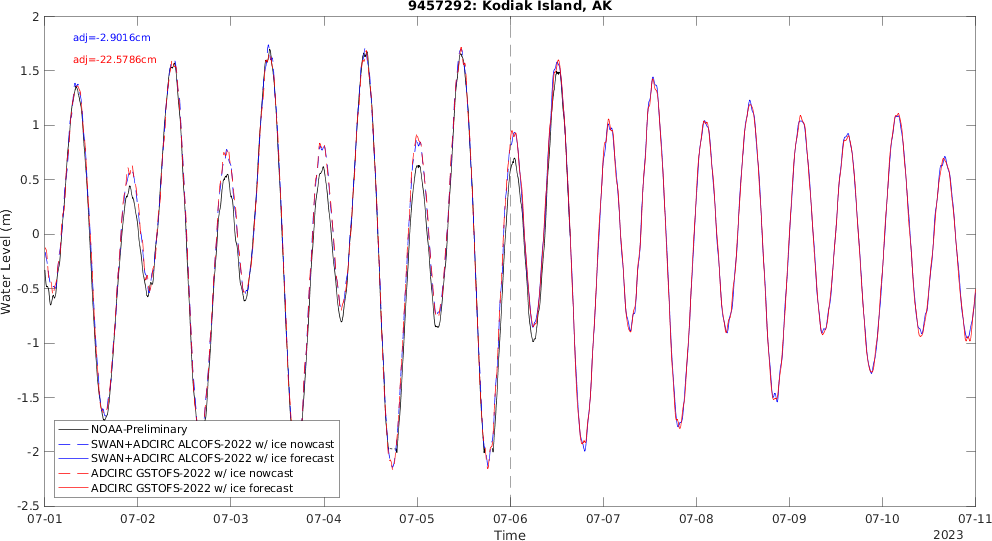 9457292: Kodiak Island, AK
adj=-2.9016cm
adj=-22.5786cm
Water Level (m)
2
1.5
1
0.5
0
-0.5
-1
-1.5
-2
-2.5
NOAA-Preliminary
SWAN+ADCIRC ALCOFS-2022 w/ ice nowcast
SWAN+ADCIRC ALCOFS-2022 w/ ice forecast
ADCIRC GSTOFS-2022 w/ ice nowcast
ADCIRC GSTOFS-2022 w/ ice forecast
07-01 07-02 07-03 07-04 07-05 07-06 07-07 07-08 07-09 07-10 07-11
Time
2023